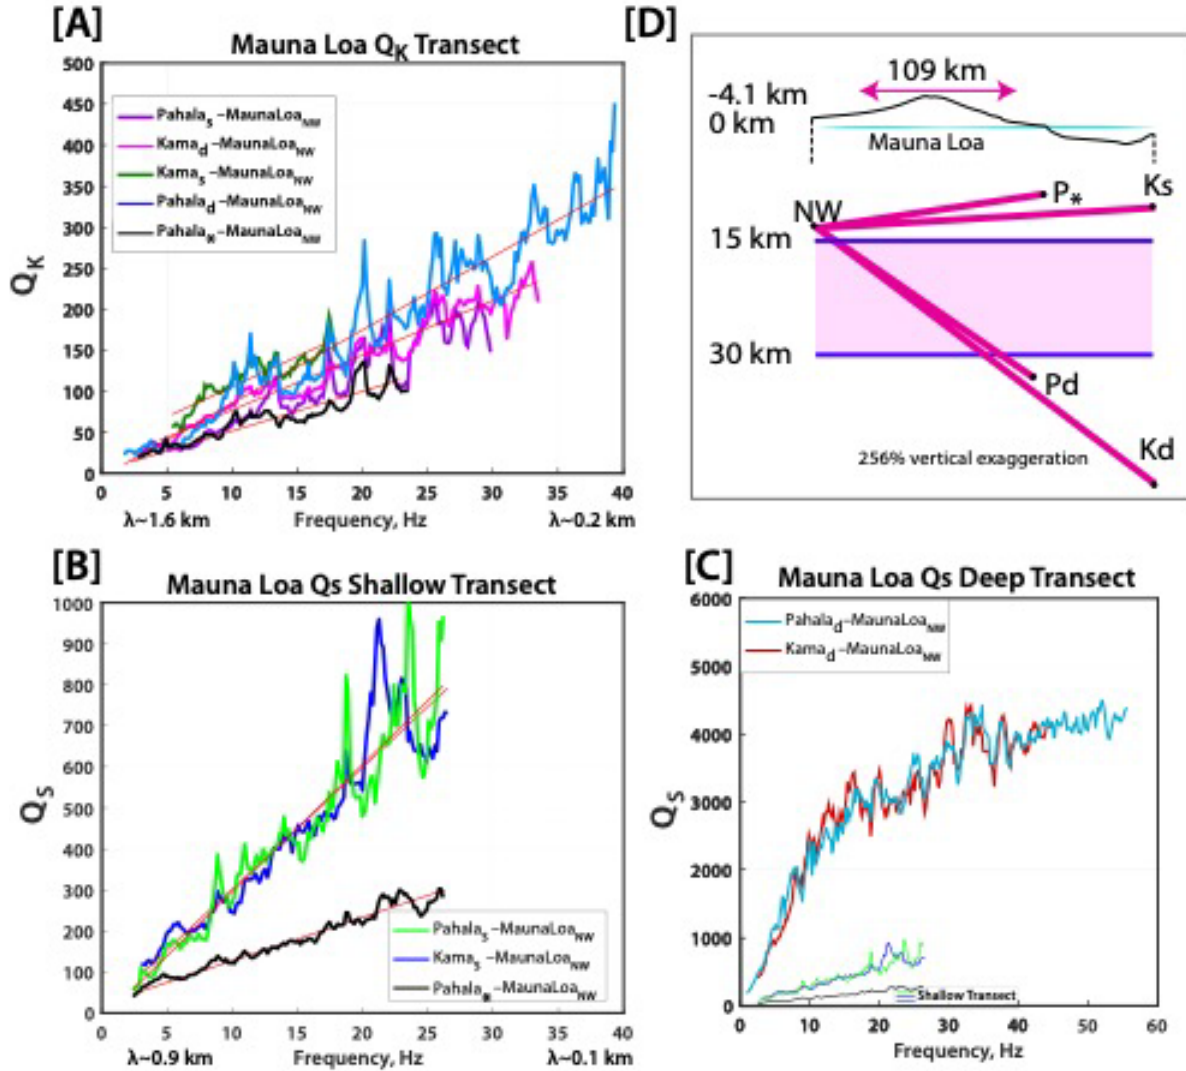 [A]
Mauna Loa QK Transect
500
450
400
350
300
250
200
150
100
50
0
QK
Pahalas –MaunaLoaNW
Kamad –MaunaLoaNW
Kamas –MaunaLoaNW
Pahalad –MaunaLoaNW
Pahala* –MaunaLoaNW
0 5 10 15 20 25 30 35 40
λ~1.6 km Frequency, Hz λ~0.2 km
[D]
109 km
-4.1 km
0 km
Mauna Loa
NW
P*
Ks
15 km
30 km
Pd
Kd
256% vertical exaggeration
[B]
Mauna Loa Qs Shallow Transect
1000
900
800
700
600
500
400
300
200
100
0
QS
Pahalas –MaunaLoaNW
Kamas –MaunaLoaNW
Pahala* –MaunaLoaNW
0 5 10 15 20 25 30 35 40
λ~0.9 km Frequency, Hz λ~0.1 km
[C]
Mauna Loa Qs Deep Transect
6000
5000
4000
3000
2000
1000
0
QS
Pahalad –MaunaLoaNW
Kamad –MaunaLoaNW
Shallow Transect
0 10 20 30 40 50 60
Frequency, Hz